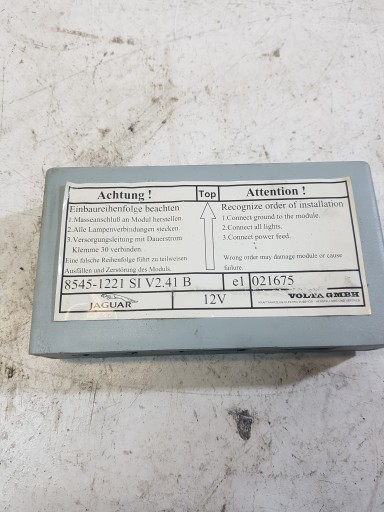 Achtung !
Einbaureihenfolge beachten
1.Masseanschluß an Modul herstellen.
2.Alle Lampenverbindungen stecken.
3.Versorgungsleitung mit Dauerstrom
Klemme 30 verbinden.
Eine falsche Reihenfolge führt zu teilweisen
Ausfällen und Zerstörung des Moduls.
Top
Attention !
Recognize order of installation
1.Connect ground to the module.
2.Connect all lights.
3.Connect power feed.
Wrong order may damage module or cause
failure.
8545-1221 SI V2.41 B
e1
021675
JAGUAR
12V
VOLTA GMBH